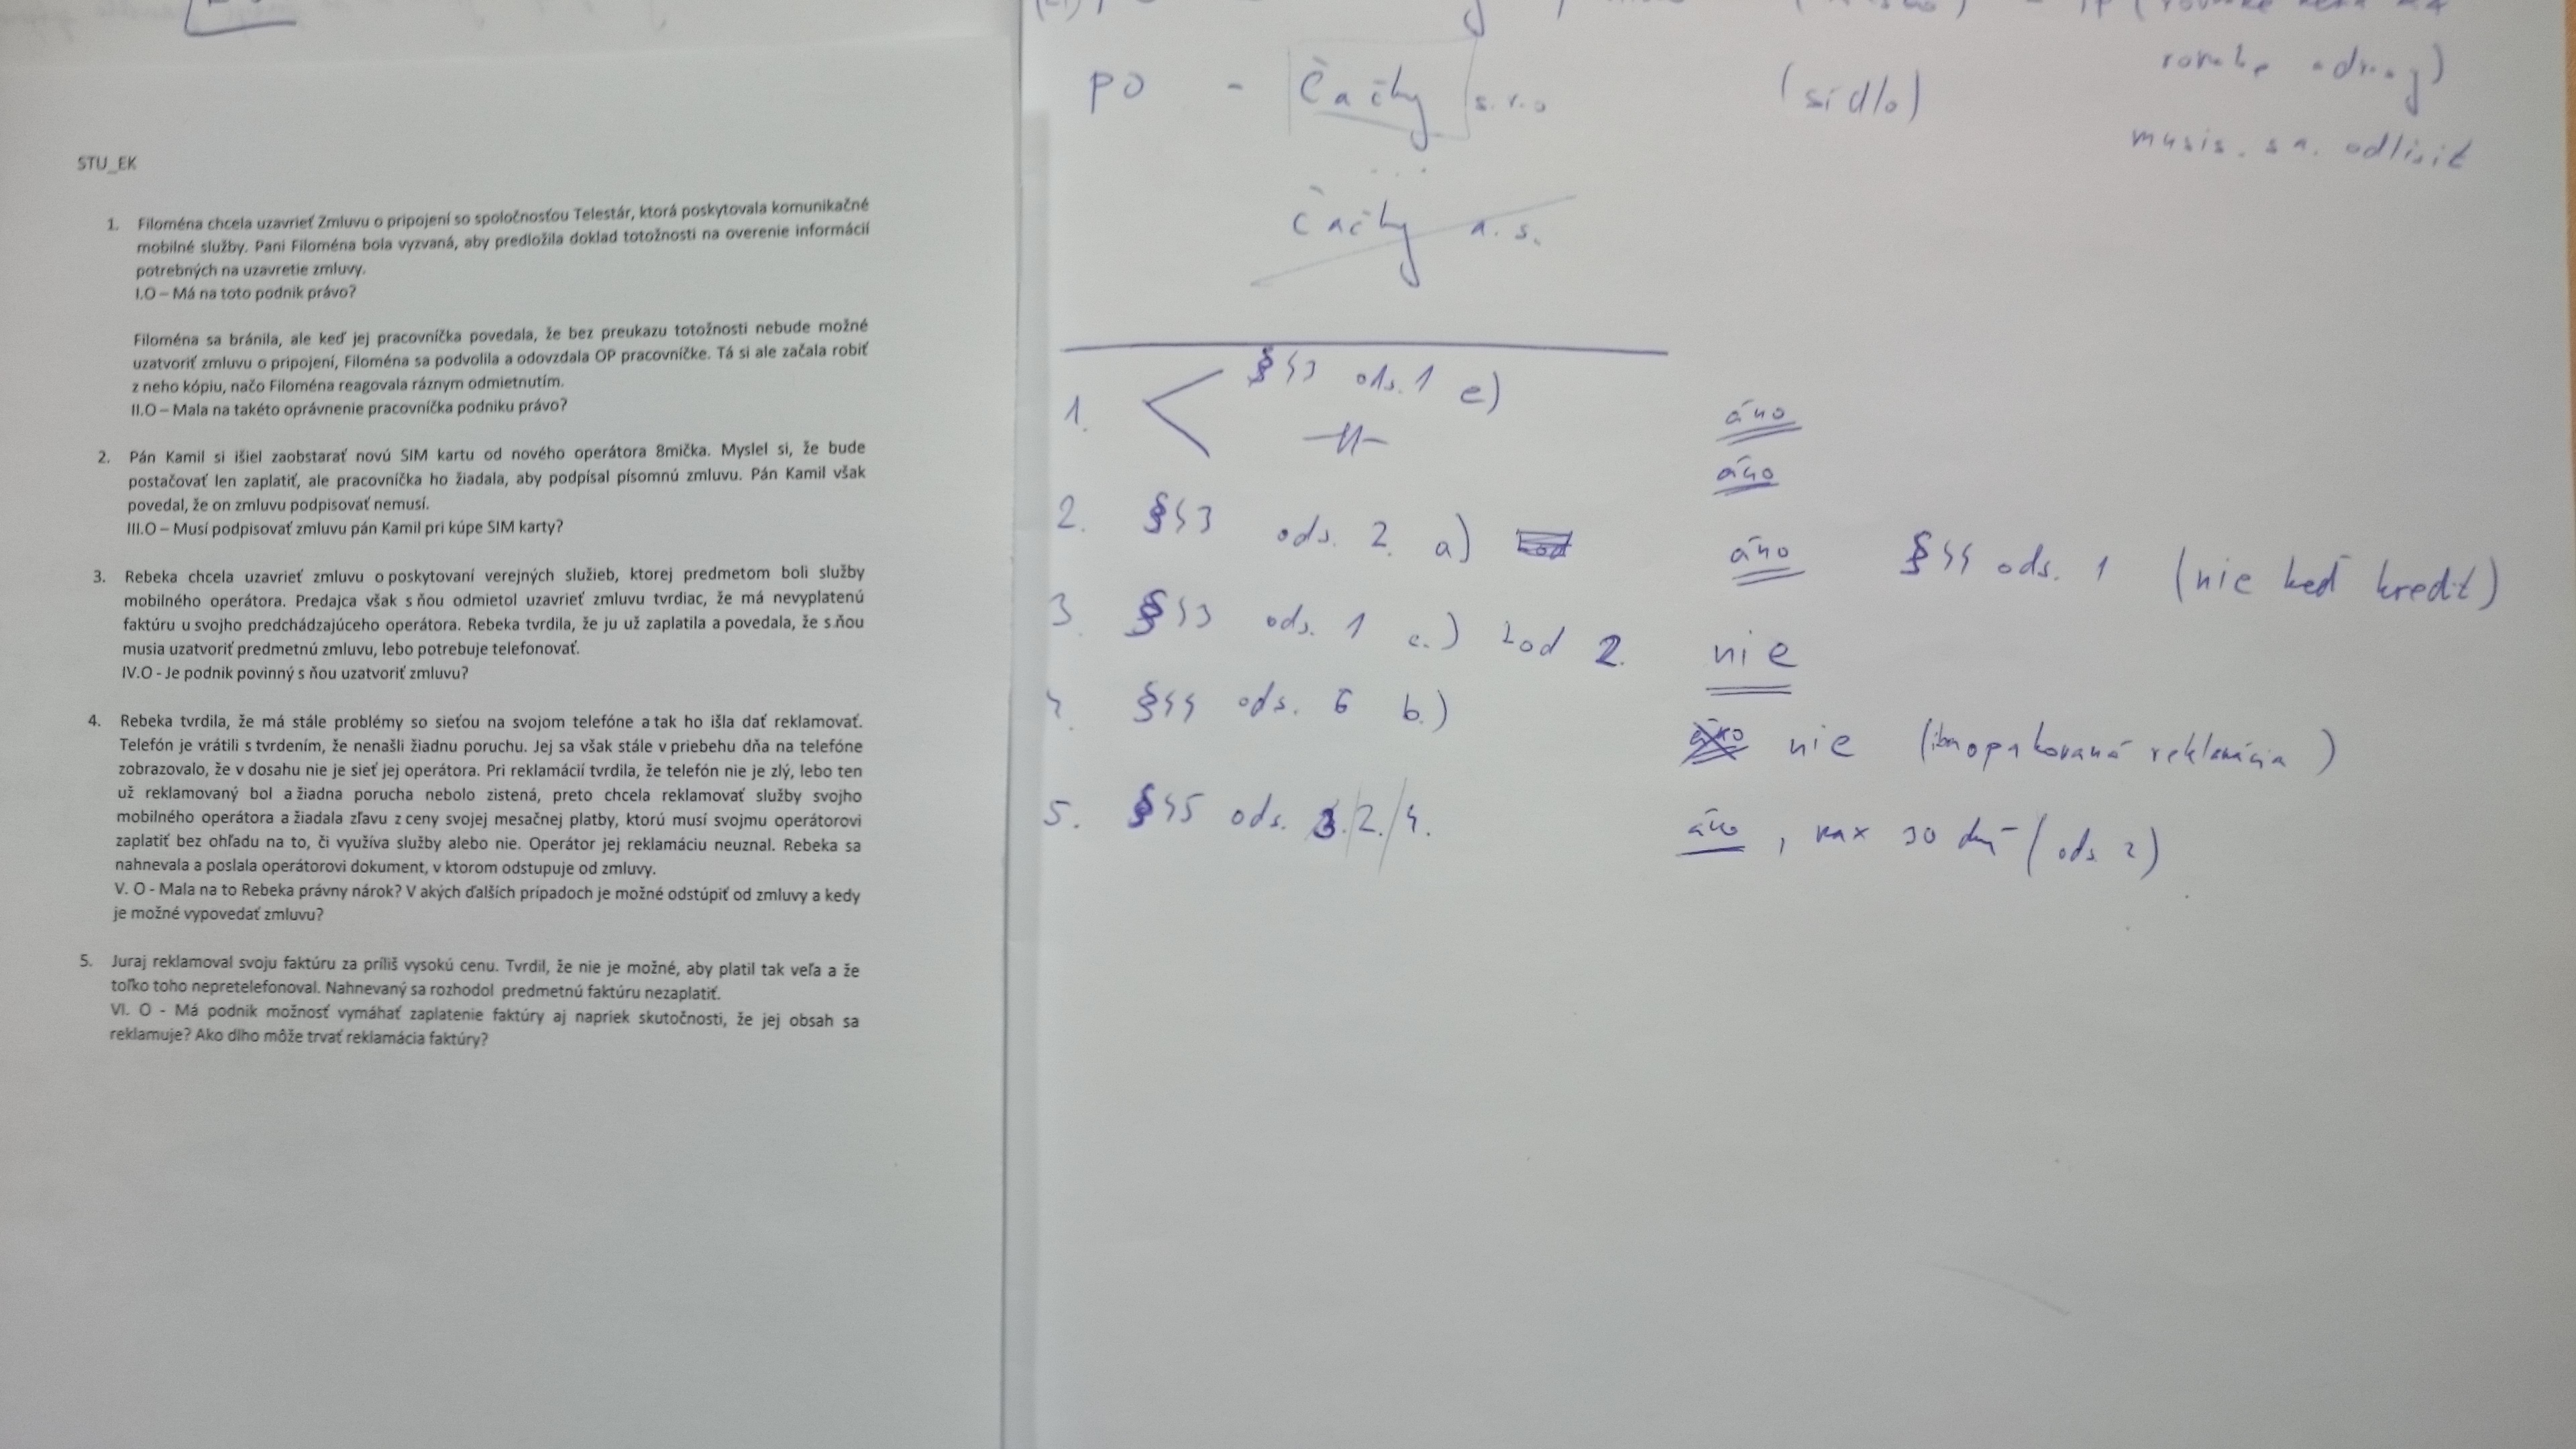 STU_EK
1. Filoména chcela uzavrieť Zmluvu o pripojení so spoločnosťou Telestár, ktorá poskytovala komunikačné
mobilné služby. Pani Filoména bola vyzvaná, aby predložila doklad totožnosti na overenie informácií
potrebných na uzavretie zmluvy.
I.O – Má na toto podnik právo?
Filoména sa bránila, ale keď jej pracovníčka povedala, že bez preukazu totožnosti nebude možné
uzatvoriť zmluvu o pripojení, Filoména sa podvolila a odovzdala OP pracovníčke. Tá si ale začala robiť
z neho kópiu, načo Filoména reagovala rázným odmietnutím.
II.O – Mala na takéto oprávnenie pracovníčka podniku právo?
2. Pán Kamil si išiel zaobstarať novú SIM kartu od nového operátora 8mička. Myslel si, že bude
postačovať len zaplatiť, ale pracovníčka ho žiadala, aby podpísal písomnú zmluvu. Pán Kamil však
povedal, že on zmluvu podpisovať nemusí.
III.O – Musí podpisovať zmluvu pán Kamil pri kúpe SIM karty?
3. Rebeka chcela uzavrieť zmluvu o poskytovaní verejných služieb, ktorej predmetom boli služby
mobilného operátora. Predajca však s ňou odmietol uzavrieť zmluvu tvrdiac, že má nevyplatenú
faktúru u svojho predchádzajúceho operátora. Rebeka tvrdila, že ju už zaplatila a povedala, že s ňou
musia uzatvoriť predmetnú zmluvu, lebo potrebuje telefonovať.
IV.O - Je podnik povinný s ňou uzatvoriť zmluvu?
4. Rebeka tvrdila, že má stále problémy so sieťou na svojom telefóne a tak ho išla dať reklamovať.
Telefón je vrátili s tvrdením, že nenašli žiadnu poruchu. Jej sa však stále v priebehu dňa na telefóne
zobrazovalo, že v dosahu nie je sieť jej operátora. Pri reklamácií tvrdila, že telefón nie je zlý, lebo ten
už reklamovaný bol a žiadna porucha nebolo zistená, preto chcela reklamovať služby svojho
mobilného operátora a žiadala zľavu z ceny svojej mesačnej platby, ktorú musí svojmu operátorovi
zaplatiť bez ohľadu na to, či využíva služby alebo nie. Operátor jej reklamáciu neuznal. Rebeka sa
nahnevala a poslala operátorovi dokument, v ktorom odstupuje od zmluvy.
V. O - Mala na to Rebeka právny nárok? V akých ďalších prípadoch je možné odstúpiť od zmluvy a kedy
je možné vypovedať zmluvu?
5. Juraj reklamoval svoju faktúru za príliš vysokú cenu. Tvrdil, že nie je možné, aby platil tak veľa a že
toľko toho nepretelefonoval. Nahnevaný sa rozhodol predmetnú faktúru nezaplatiť.
VI. O - Má podnik možnosť vymáhať zaplatenie faktúry aj napriek skutočnosti, že jej obsah sa
reklamuje? Ako dlho môže trvať reklamácia faktúry?
PO - Čačky s.r.o (sídlo)
musia sa odlíšiť
Čačky a.s.
1. §43 ods. 1 e) áno
-//- áno
2. §43 ods. 2. a) áno §44 ods. 1 (nie keď kredit)
3. §43 ods. 1 c.) bod 2. nie
4. §44 ods. 6 b.) nie (iba opakovaná reklamácia)
5. §45 ods. 3./2./4. áno, max 30 dní (ods 2)